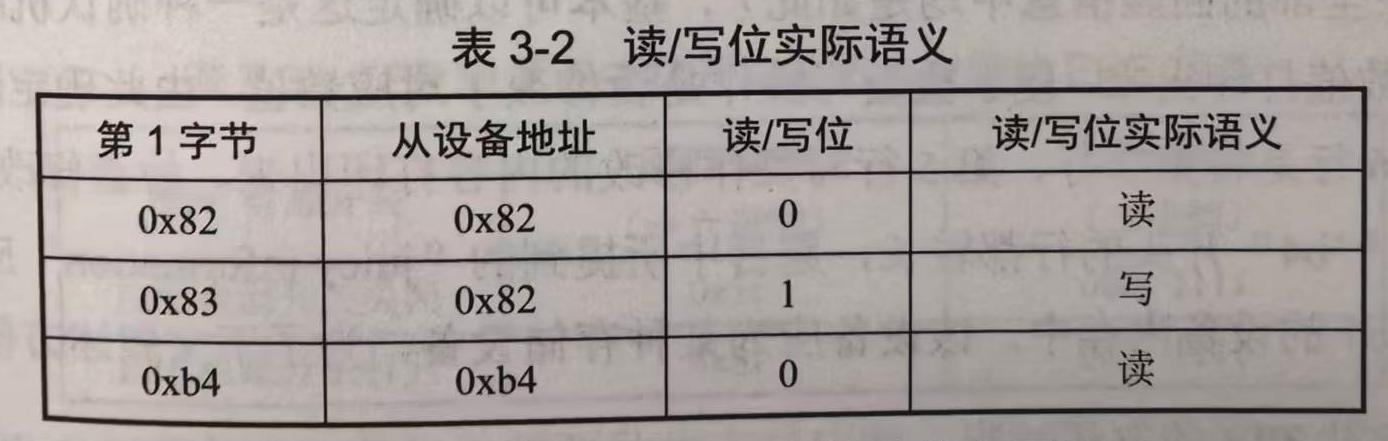 表 3-2 读/写位实际语义
第 1 字节 从设备地址 读/写位 读/写位实际语义
0x82 0x82 0 读
0x83 0x82 1 写
0xb4 0xb4 0 读